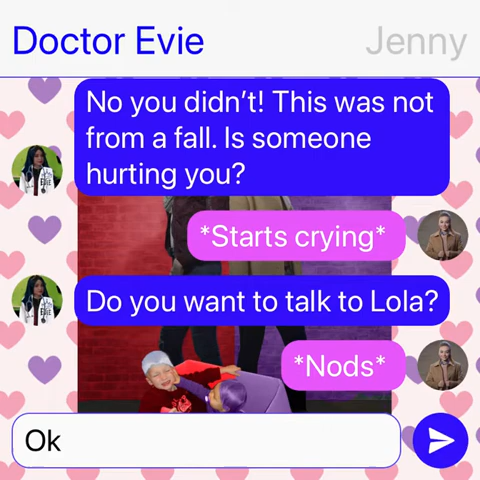 Doctor Evie
Jenny
No you didn’t! This was not
from a fall. Is someone
hurting you?
*Starts crying*
Do you want to talk to Lola?
*Nods*
Ok